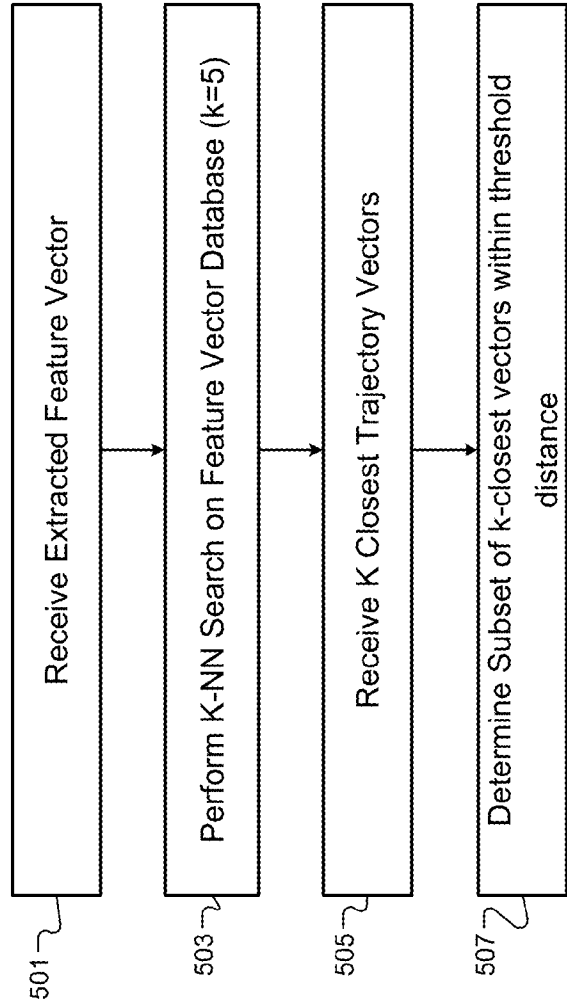 501
Receive Extracted Feature Vector
503
Perform K-NN Search on Feature Vector Database (k=5)
505
Receive K Closest Trajectory Vectors
507
Determine Subset of k-closest vectors within threshold
distance